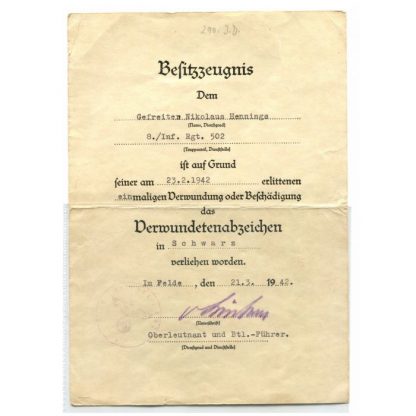 290. I.D.
Besitzzeugnis
Dem
Gefreiten Nikolaus Hennings
(Name, Dienstgrad)
8./Inf. Rgt. 502
(Truppenteil, Dienststelle)
ist auf Grund
seiner am 23.2.1942 erlittenen
einmaligen Verwundung oder Beschädigung
das
Verwundetenabzeichen
in Schwarz
verliehen worden.
Im Felde, den 21.3. 1942.
(Unterschrift)
Oberleutnant und Btl.-Führer.
(Dienstgrad und Dienststelle)